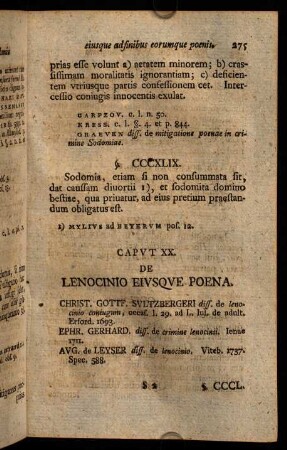 eiusque adfinibus eorumque poenis. 275
prias esse volunt a) aetatem minorem; b) cras-
sissimam moralitatis ignorantiam; c) deficien-
tem vtriusque partis confessionem cet. Inter-
cessio coniugis innocentis exulat.
CARPZOV. c. l. n. 50.
KRESS. c. l. §. 4. et p. 844.
GRAEVEN diss. de mitigatione poenae in cri-
mine Sodomiae.
§. CCCXLIX.
Sodomia, etiam si non consummata sit,
dat caussam diuortii 1), et sodomita domino
bestiae, qua priuatur, ad eius pretium praestan-
dum obligatus est.
1) MYLIVS ad BEYERVM pos. 12.
CAPVT XX.
DE
LENOCINIO EIVSQVE POENA.
CHRIST. GOTTF. SVLTZBERGERI diss. de leno-
cinio coniugum, occas. l. 29. ad L. Iul. de adult.
Erford. 1693.
EPHR. GERHARD. diss. de crimine lenocinii. Ienae
1711.
AVG. de LEYSER diss. de lenocinio. Viteb. 1737.
Spec. 588.
S 2 §. CCCL.